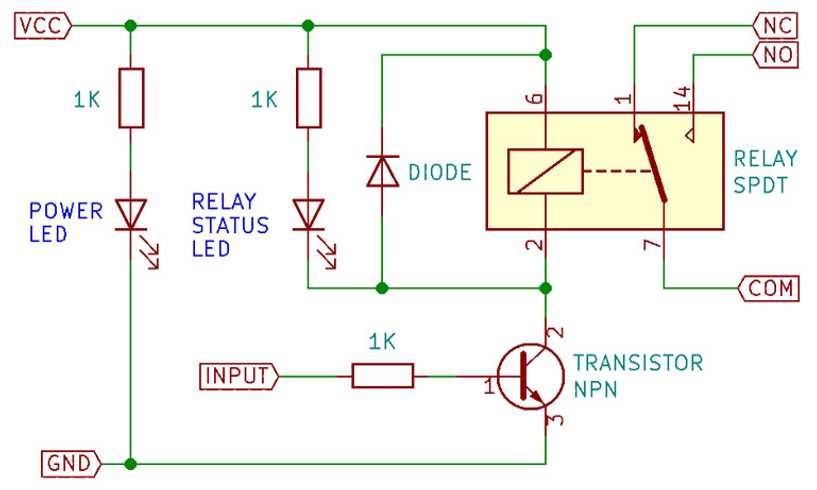 VCC
NC
NO
1K
1K
6
1
14
DIODE
RELAY
SPDT
POWER
LED
RELAY
STATUS
LED
2
7
COM
1K
2
INPUT
1
TRANSISTOR
NPN
3
GND